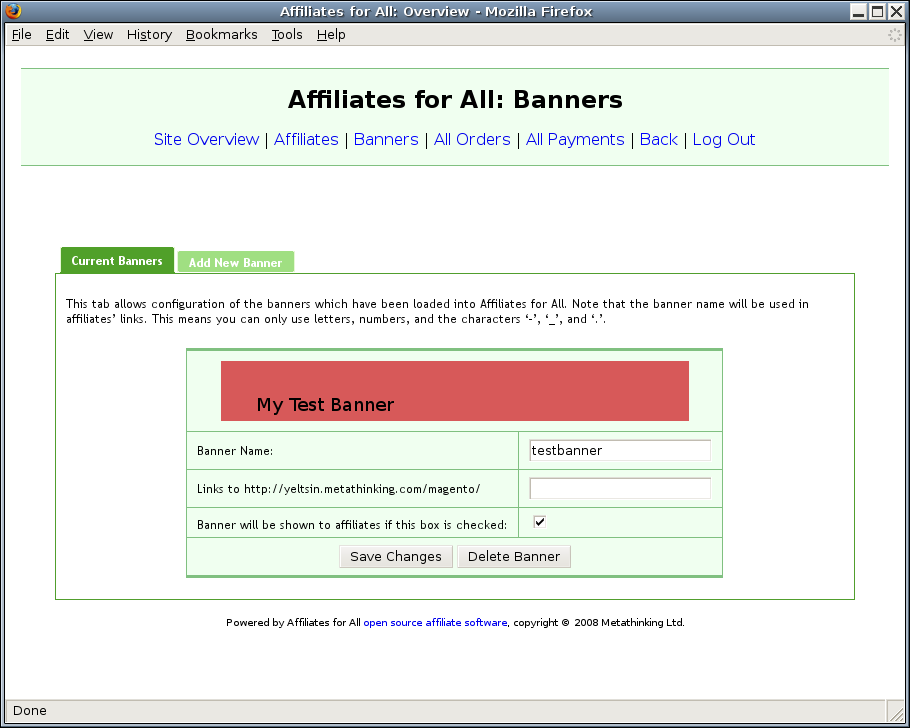 Affiliates for All: Overview - Mozilla Firefox
File Edit View History Bookmarks Tools Help
Affiliates for All: Banners
Site Overview | Affiliates | Banners | All Orders | All Payments | Back | Log Out
Current Banners Add New Banner
This tab allows configuration of the banners which have been loaded into Affiliates for All. Note that the banner name will be used in
affiliates’ links. This means you can only use letters, numbers, and the characters ‘-’, ‘_’, and ‘.’.
My Test Banner
Banner Name: testbanner
Links to http://yeltsin.metathinking.com/magento/
Banner will be shown to affiliates if this box is checked:
Save Changes Delete Banner
Powered by Affiliates for All open source affiliate software, copyright © 2008 Metathinking Ltd.
Done